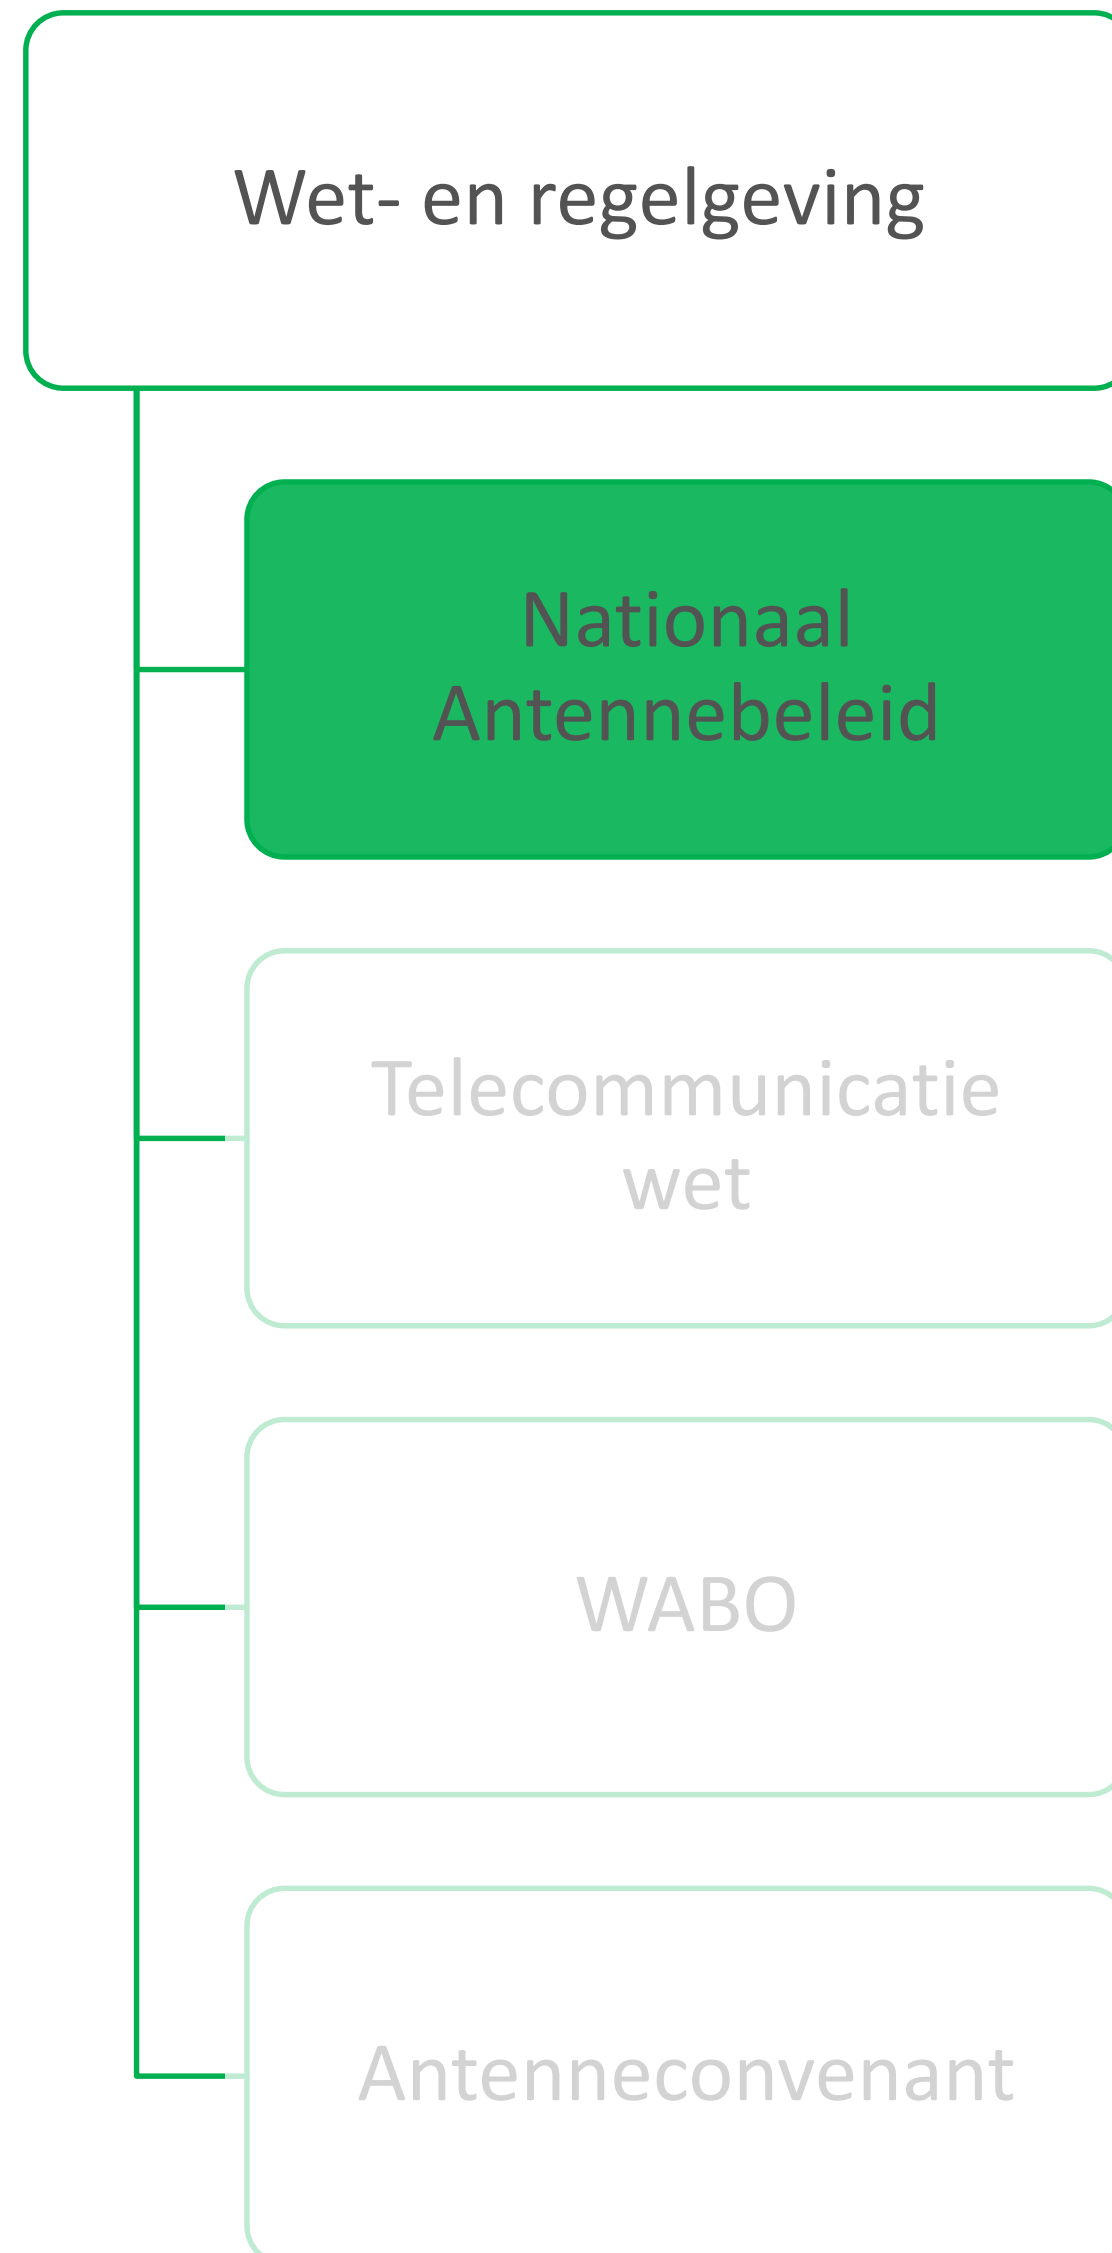 Wet- en regelgeving
Nationaal
Antennebeleid
Telecommunicatie
wet
WABO
Antenneconvenant